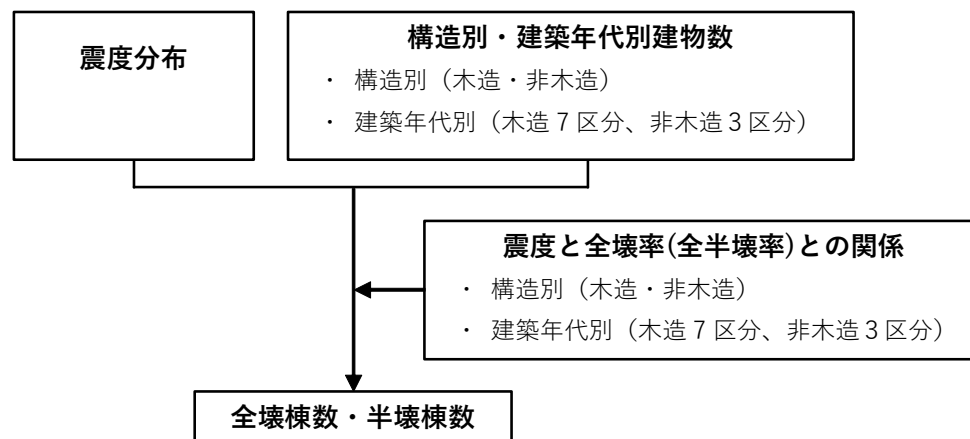 震度分布
構造別・建築年代別建物数
・ 構造別（木造・非木造）
・ 建築年代別（木造７区分、非木造３区分）
震度と全壊率(全半壊率)との関係
・ 構造別（木造・非木造）
・ 建築年代別（木造７区分、非木造３区分）
全壊棟数・半壊棟数